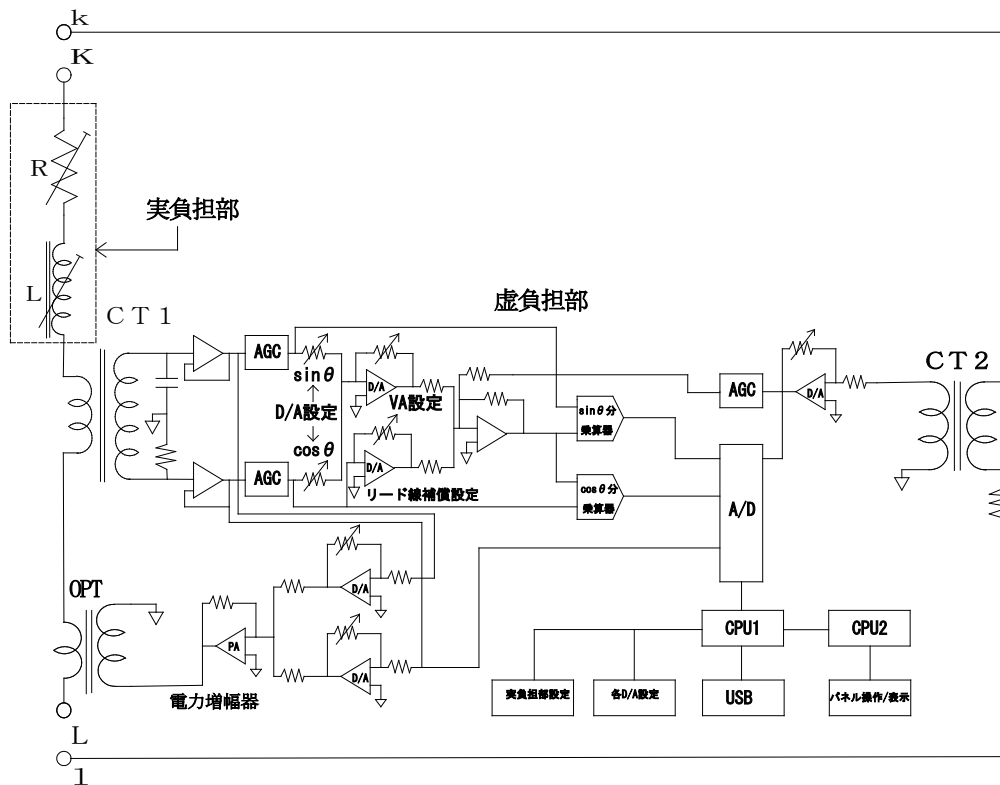 k
K
R
実負担部
L
CT1
虚負担部
AGC
sinθ
D/A設定
cosθ
AGC
D/A
VA設定
D/A
リード線補償設定
sinθ分
乗算器
cosθ分
乗算器
AGC
D/A
CT2
A/D
OPT
D/A
PA
D/A
電力増幅器
CPU1
CPU2
実負担部設定
各D/A設定
USB
パネル操作/表示
L
l